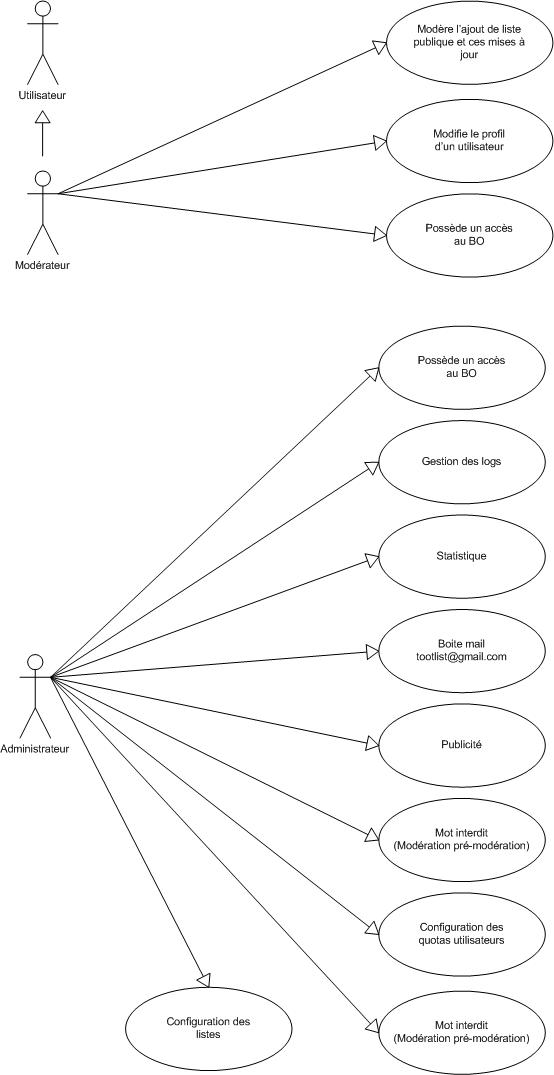 Utilisateur
Modérateur
Modère l'ajout de liste
publique et ces mises à
jour
Modifie le profil
d'un utilisateur
Possède un accès
au BO
Possède un accès
au BO
Gestion des logs
Statistique
Boite mail
tootlist@gmail.com
Administrateur
Publicité
Mot interdit
(Modération pré-modération)
Configuration des
quotas utilisateurs
Configuration des
listes
Mot interdit
(Modération pré-modération)